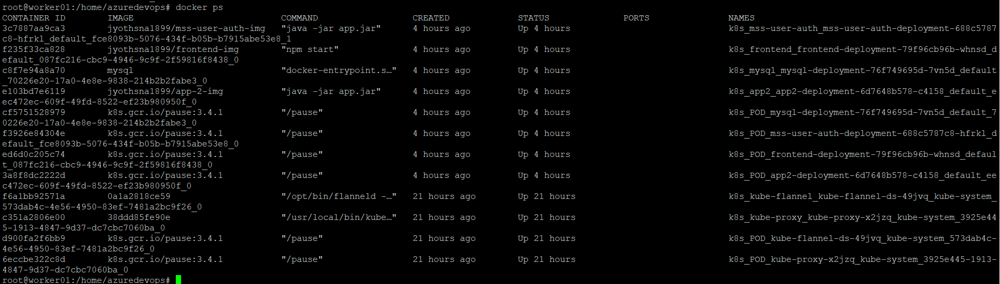 root@worker01:/home/azuredevops# docker ps
CONTAINER ID        IMAGE                            COMMAND                  CREATED             STATUS              PORTS               NAMES
3c7887aa9ca3        jyothsna1899/mss-user-auth-img   "java -jar app.jar"      4 hours ago         Up 4 hours                              k8s_mss-user-auth_mss-user-auth-deployment-688c5787
c8-hfrkl_default_fce8093b-5076-434f-b05b-b7915abe53e8_1
f235f33ca828        jyothsna1899/frontend-img        "npm start"              4 hours ago         Up 4 hours                              k8s_frontend_frontend-deployment-79f96cb96b-whnsd_d
efault_087fc216-cbc9-4946-9c9f-2f59816f8438_0
c8f7e94a8a70        mysql                            "docker-entrypoint.s…"   4 hours ago         Up 4 hours                              k8s_mysql_mysql-deployment-76f749695d-7vn5d_default
_70226e20-17a0-4e8e-9838-214b2b2fabe3_0
e103bd7e6119        jyothsna1899/app-2-img           "java -jar app.jar"      4 hours ago         Up 4 hours                              k8s_app2_app2-deployment-6d7648b578-c4l58_default_e
ec472ec-609f-49fd-8522-ef23b980950f_0
cf5751528979        k8s.gcr.io/pause:3.4.1           "/pause"                 4 hours ago         Up 4 hours                              k8s_POD_mysql-deployment-76f749695d-7vn5d_default_7
0226e20-17a0-4e8e-9838-214b2b2fabe3_0
f3926e84304e        k8s.gcr.io/pause:3.4.1           "/pause"                 4 hours ago         Up 4 hours                              k8s_POD_mss-user-auth-deployment-688c5787c8-hfrkl_d
efault_fce8093b-5076-434f-b05b-b7915abe53e8_0
ed6d0c205c74        k8s.gcr.io/pause:3.4.1           "/pause"                 4 hours ago         Up 4 hours                              k8s_POD_frontend-deployment-79f96cb96b-whnsd_defaul
t_087fc216-cbc9-4946-9c9f-2f59816f8438_0
3a8f8dc2222d        k8s.gcr.io/pause:3.4.1           "/pause"                 4 hours ago         Up 4 hours                              k8s_POD_app2-deployment-6d7648b578-c4l58_default_ee
c472ec-609f-49fd-8522-ef23b980950f_0
f6a1bb92571a        0a1a2818ce59                     "/opt/bin/flanneld -…"   21 hours ago        Up 21 hours                             k8s_kube-flannel_kube-flannel-ds-49jvq_kube-system_
573dab4c-4e56-4950-83ef-7481a2bc9f26_0
c351a2806e00        38ddd85fe90e                     "/usr/local/bin/kube…"   21 hours ago        Up 21 hours                             k8s_kube-proxy_kube-proxy-x2jzq_kube-system_3925e44
5-1913-4847-9d37-dc7cbc7060ba_0
d900fa2f6bb9        k8s.gcr.io/pause:3.4.1           "/pause"                 21 hours ago        Up 21 hours                             k8s_POD_kube-flannel-ds-49jvq_kube-system_573dab4c-
4e56-4950-83ef-7481a2bc9f26_0
6eccbe322c8d        k8s.gcr.io/pause:3.4.1           "/pause"                 21 hours ago        Up 21 hours                             k8s_POD_kube-proxy-x2jzq_kube-system_3925e445-1913-
4847-9d37-dc7cbc7060ba_0
root@worker01:/home/azuredevops#